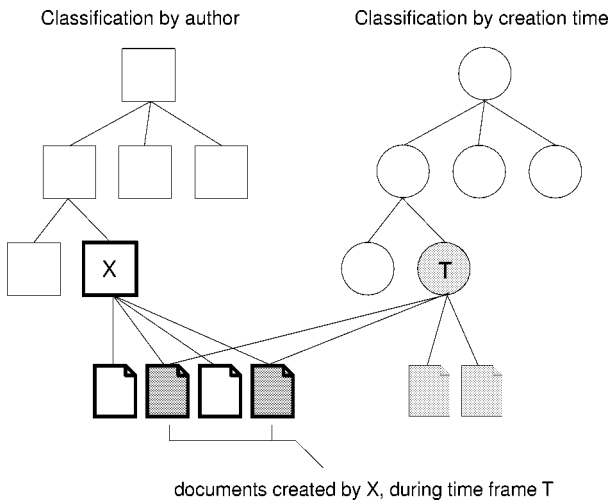 Classification by author
Classification by creation time
X
T
documents created by X, during time frame T